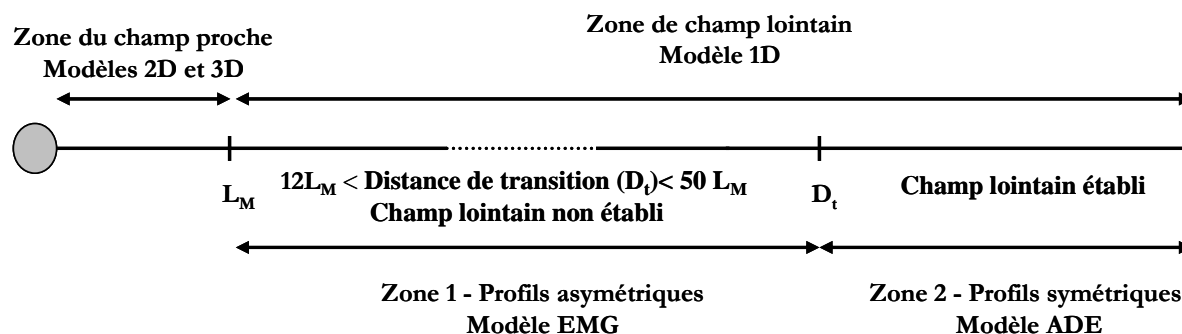 Zone du champ proche
Modèles 2D et 3D
Zone de champ lointain
Modèle 1D
L_M
12L_M < Distance de transition (D_t)< 50 L_M
Champ lointain non établi
D_t
Champ lointain établi
Zone 1 - Profils asymétriques
Modèle EMG
Zone 2 - Profils symétriques
Modèle ADE